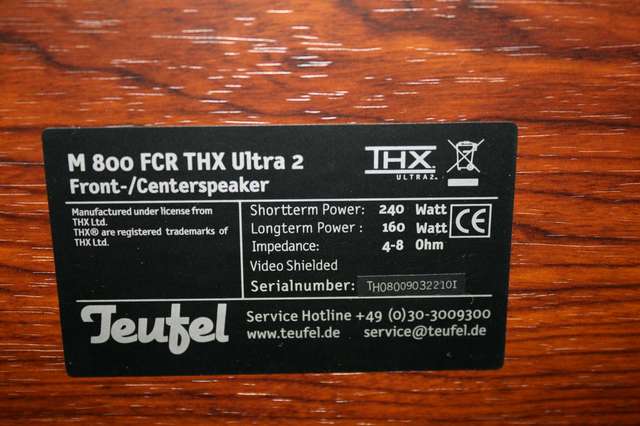 M 800 FCR THX Ultra 2
Front-/Centerspeaker
THX
ULTRA2
Manufactured under license from
THX Ltd.
THX® are registered trademarks of
THX Ltd.
Shortterm Power: 240 Watt
Longterm Power : 160 Watt
Impedance: 4-8 Ohm
Video Shielded
Serialnumber: TH08009032210I
CE
Teufel
Service Hotline +49 (0)30-3009300
www.teufel.de service@teufel.de